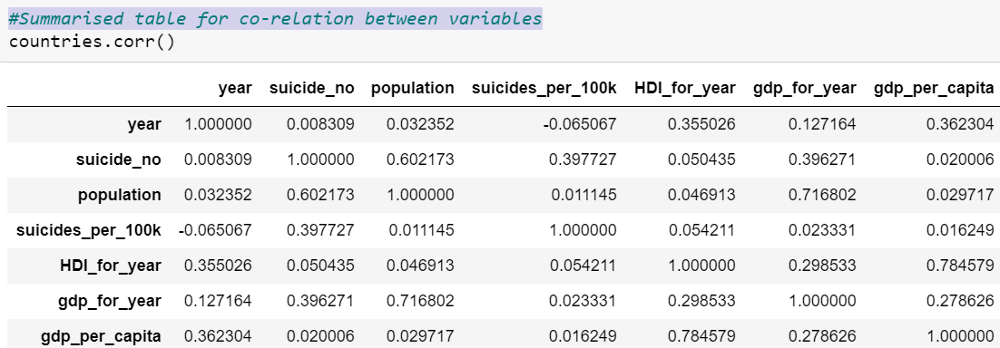 #Summarised table for co-relation between variables
countries.corr()
year suicide_no population suicides_per_100k HDI_for_year gdp_for_year gdp_per_capita
year 1.000000 0.008309 0.032352 -0.065067 0.355026 0.127164 0.362304
suicide_no 0.008309 1.000000 0.602173 0.397727 0.050435 0.396271 0.020006
population 0.032352 0.602173 1.000000 0.011145 0.046913 0.716802 0.029717
suicides_per_100k -0.065067 0.397727 0.011145 1.000000 0.054211 0.023331 0.016249
HDI_for_year 0.355026 0.050435 0.046913 0.054211 1.000000 0.298533 0.784579
gdp_for_year 0.127164 0.396271 0.716802 0.023331 0.298533 1.000000 0.278626
gdp_per_capita 0.362304 0.020006 0.029717 0.016249 0.784579 0.278626 1.000000